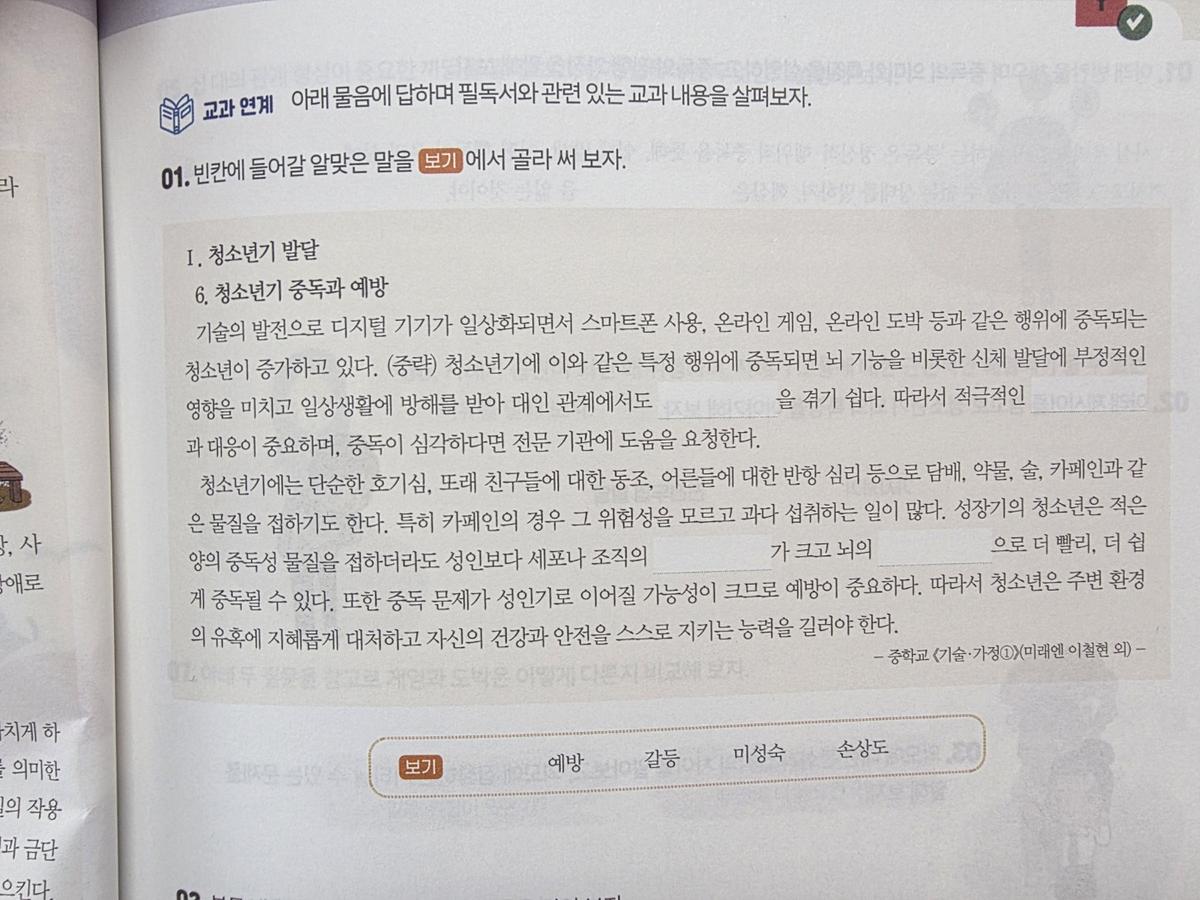 교과 연계 아래 물음에 답하며 필독서와 관련 있는 교과 내용을 살펴보자.
01. 빈칸에 들어갈 알맞은 말을 보기 에서 골라 써 보자.
Ⅰ. 청소년기 발달
6. 청소년기 중독과 예방
기술의 발전으로 디지털 기기가 일상화되면서 스마트폰 사용, 온라인 게임, 온라인 도박 등과 같은 행위에 중독되는
청소년이 증가하고 있다. (중략) 청소년기에 이와 같은 특정 행위에 중독되면 뇌 기능을 비롯한 신체 발달에 부정적인
영향을 미치고 일상생활에 방해를 받아 대인 관계에서도 을 겪기 쉽다. 따라서 적극적인
과 대응이 중요하며, 중독이 심각하다면 전문 기관에 도움을 요청한다.
청소년기에는 단순한 호기심, 또래 친구들에 대한 동조, 어른들에 대한 반항 심리 등으로 담배, 약물, 술, 카페인과 같
은 물질을 접하기도 한다. 특히 카페인의 경우 그 위험성을 모르고 과다 섭취하는 일이 많다. 성장기의 청소년은 적은
양의 중독성 물질을 접하더라도 성인보다 세포나 조직의 가 크고 뇌의 으로 더 빨리, 더 쉽
게 중독될 수 있다. 또한 중독 문제가 성인기로 이어질 가능성이 크므로 예방이 중요하다. 따라서 청소년은 주변 환경
의 유혹에 지혜롭게 대처하고 자신의 건강과 안전을 스스로 지키는 능력을 길러야 한다.
– 중학교 《기술·가정①》(미래엔 이철현 외) –
보기 예방 갈등 미성숙 손상도
라
, 사
애로
치게 하
를 의미한
질의 작용
과 금단
으킨다.